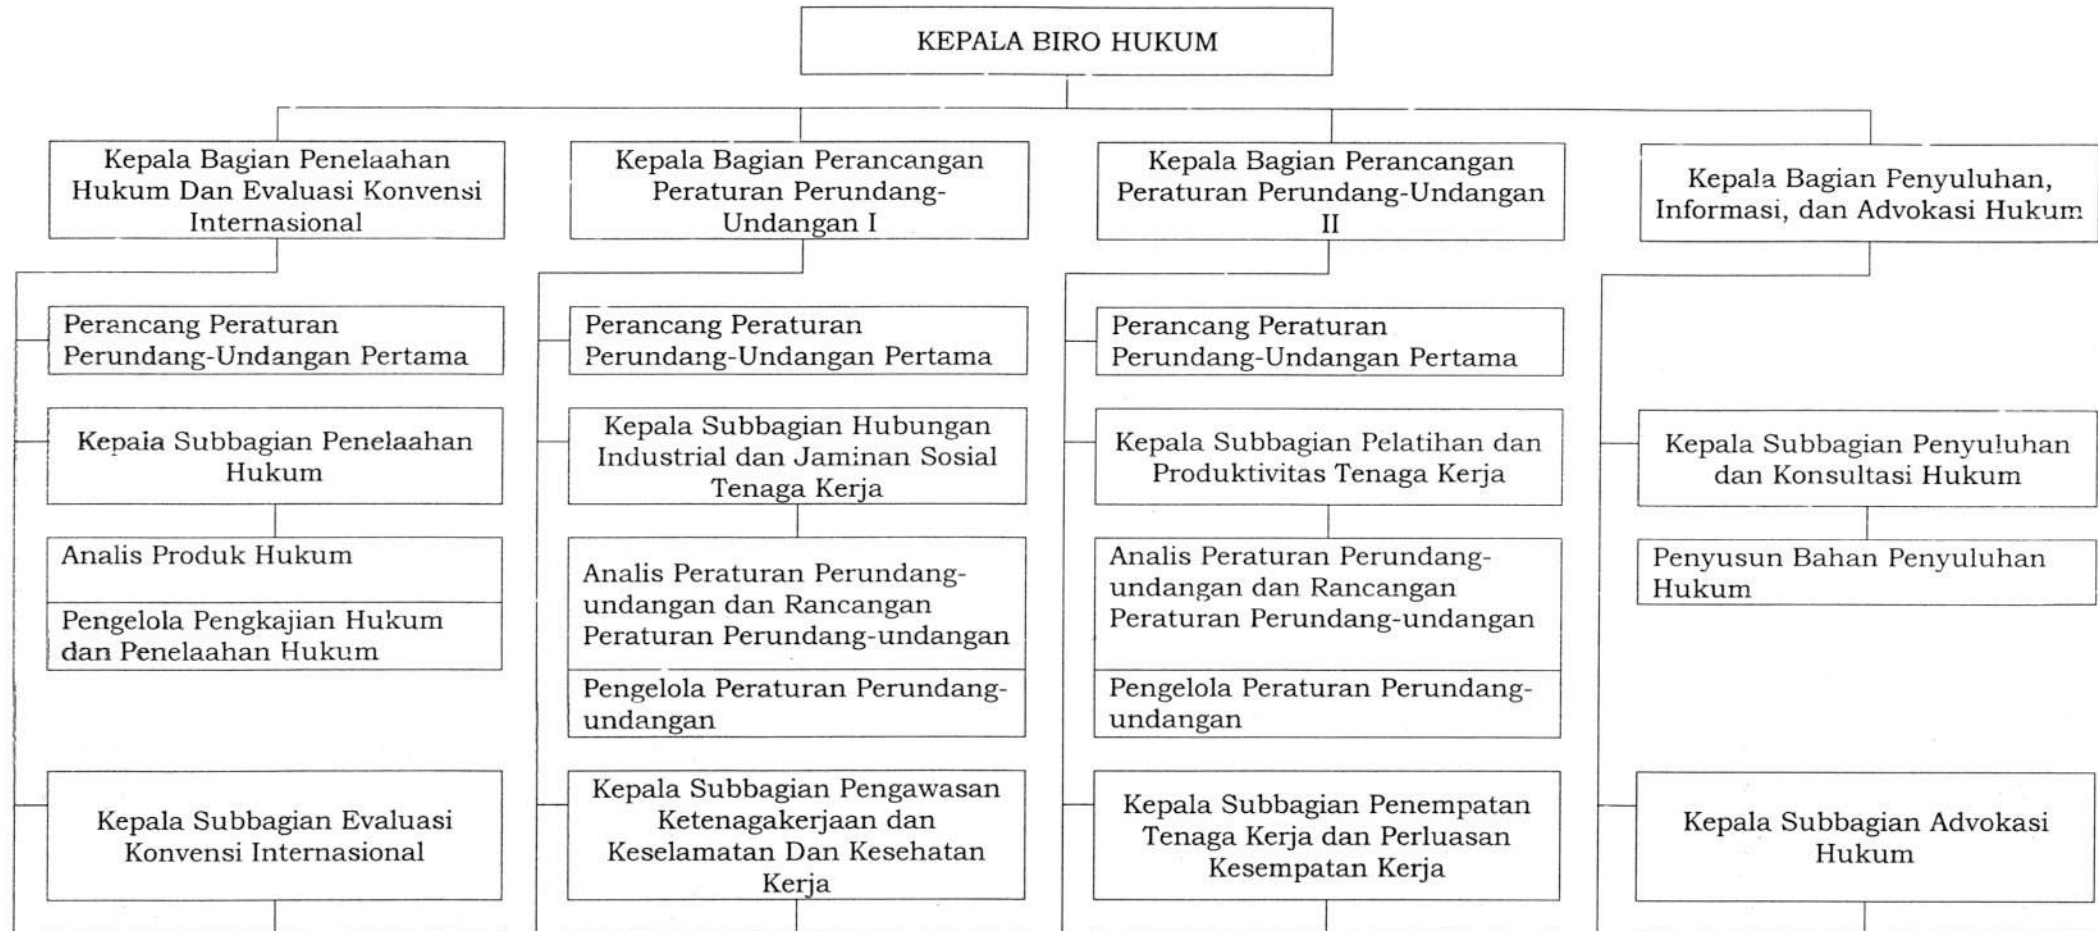 KEPALA BIRO HUKUM
Kepala Bagian Penelaahan
Hukum Dan Evaluasi Konvensi
Internasional
Kepala Bagian Perancangan
Peraturan Perundang-
Undangan I
Kepala Bagian Perancangan
Peraturan Perundang-Undangan
II
Kepala Bagian Penyuluhan,
Informasi, dan Advokasi Hukum
Perancang Peraturan
Perundang-Undangan Pertama
Perancang Peraturan
Perundang-Undangan Pertama
Perancang Peraturan
Perundang-Undangan Pertama
Kepala Subbagian Penelaahan
Hukum
Kepala Subbagian Hubungan
Industrial dan Jaminan Sosial
Tenaga Kerja
Kepala Subbagian Pelatihan dan
Produktivitas Tenaga Kerja
Kepala Subbagian Penyuluhan
dan Konsultasi Hukum
Analis Produk Hukum
Pengelola Pengkajian Hukum
dan Penelaahan Hukum
Analis Peraturan Perundang-
undangan dan Rancangan
Peraturan Perundang-undangan
Pengelola Peraturan Perundang-
undangan
Analis Peraturan Perundang-
undangan dan Rancangan
Peraturan Perundang-undangan
Pengelola Peraturan Perundang-
undangan
Penyusun Bahan Penyuluhan
Hukum
Kepala Subbagian Evaluasi
Konvensi Internasional
Kepala Subbagian Pengawasan
Ketenagakerjaan dan
Keselamatan Dan Kesehatan
Kerja
Kepala Subbagian Penempatan
Tenaga Kerja dan Perluasan
Kesempatan Kerja
Kepala Subbagian Advokasi
Hukum